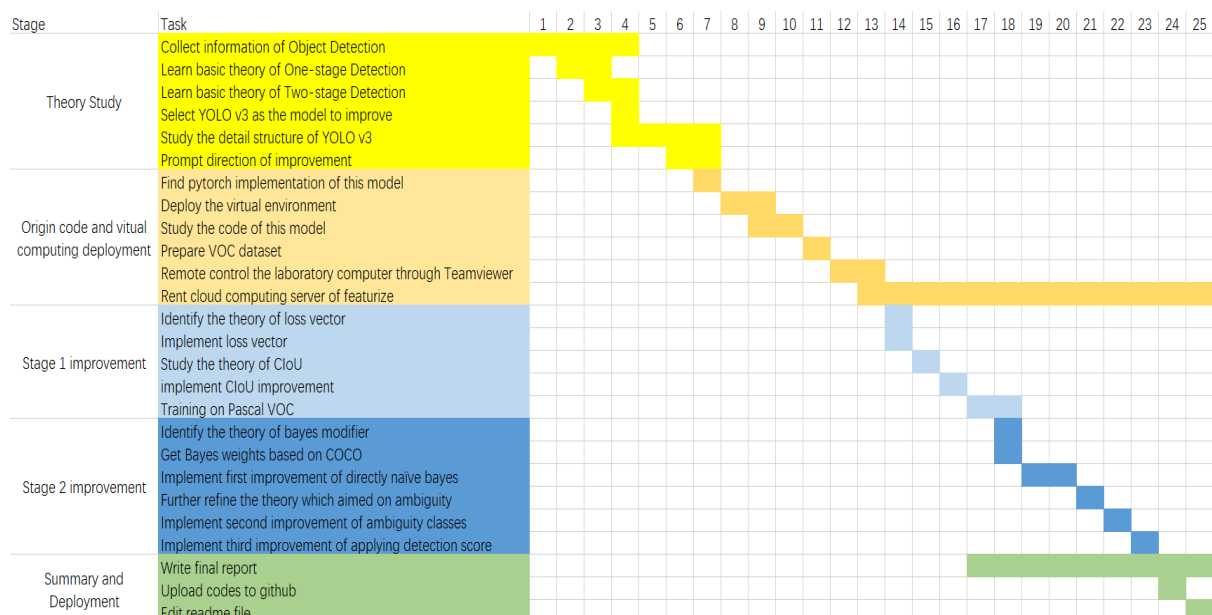 Stage Task 1 2 3 4 5 6 7 8 9 10 11 12 13 14 15 16 17 18 19 20 21 22 23 24 25
Theory Study
Collect information of Object Detection
Learn basic theory of One-stage Detection
Learn basic theory of Two-stage Detection
Select YOLO v3 as the model to improve
Study the detail structure of YOLO v3
Prompt direction of improvement
Origin code and vitual
computing deployment
Find pytorch implementation of this model
Deploy the virtual environment
Study the code of this model
Prepare VOC dataset
Remote control the laboratory computer through Teamviewer
Rent cloud computing server of featurize
Stage 1 improvement
Identify the theory of loss vector
Implement loss vector
Study the theory of CIoU
implement CIoU improvement
Training on Pascal VOC
Stage 2 improvement
Identify the theory of bayes modifier
Get Bayes weights based on COCO
Implement first improvement of directly naïve bayes
Further refine the theory which aimed on ambiguity
Implement second improvement of ambiguity classes
Implement third improvement of applying detection score
Summary and
Deployment
Write final report
Upload codes to github
Edit readme file